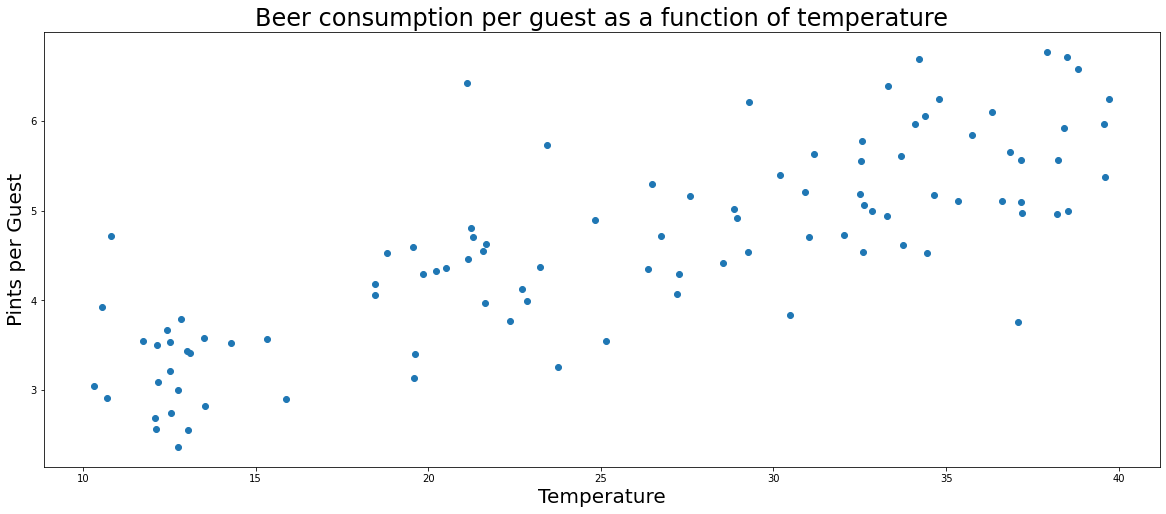 Beer consumption per guest as a function of temperature
Pints per Guest
6
5
4
3
10 15 20 25 30 35 40
Temperature